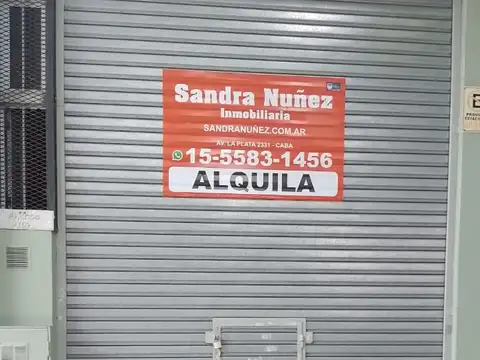 Sandra Nuñez
Inmobiliaria
SANDRANUÑEZ.COM.AR
AV. LA PLATA 2331 - CABA
15-5583-1456
ALQUILA
E